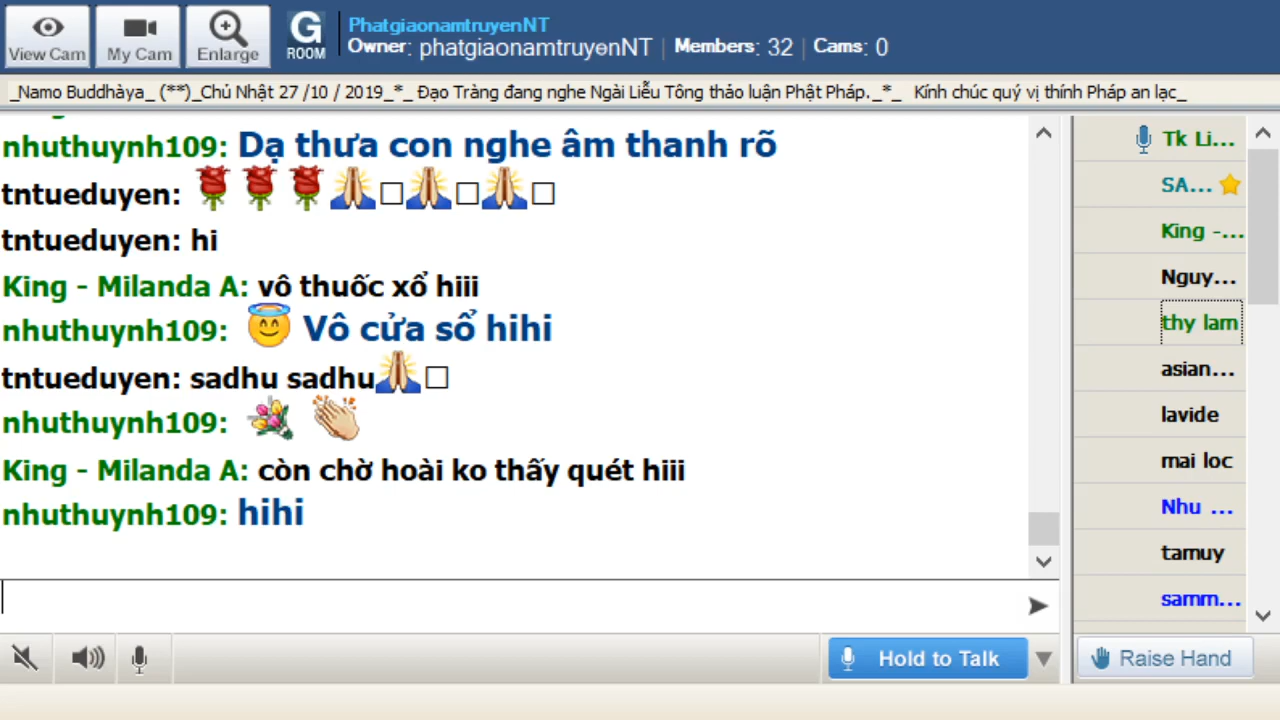 View Cam
My Cam
Enlarge
G
ROOM
PhatgiaonamtruyenNT
Owner: phatgiaonamtruyenNT | Members: 32 | Cams: 0
_Namo Buddhàya_ (**)_Chủ Nhật 27 /10 / 2019_*_ Đạo Tràng đang nghe Ngài Liễu Tông thảo luận Phật Pháp._*_ Kính chúc quý vị thính Pháp an lạc_
nhuthuynh109: Dạ thưa con nghe âm thanh rõ
tntueduyen: 🌹🌹🌹🙏□🙏□🙏□
tntueduyen: hi
King - Milanda A: vô thuốc xổ hiii
nhuthuynh109: 😇 Vô cửa sổ hihi
tntueduyen: sadhu sadhu🙏□
nhuthuynh109: 💐 👏
King - Milanda A: còn chờ hoài ko thấy quét hiii
nhuthuynh109: hihi
Tk Li...
SA...
King -...
Nguy...
thy lam
asian...
lavide
mai loc
Nhu ...
tamuy
samm...
Hold to Talk
Raise Hand